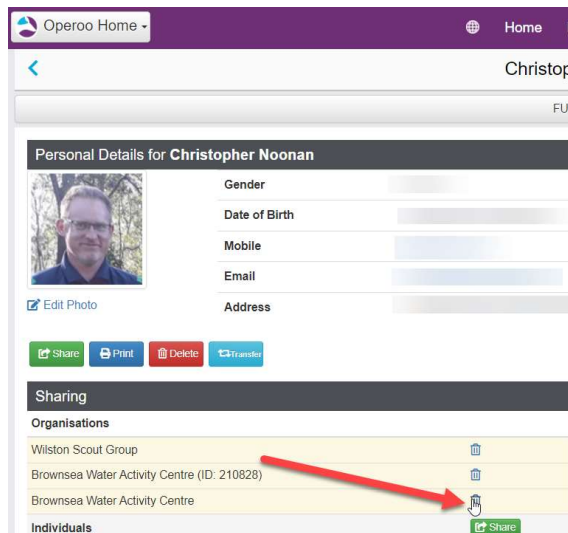 Operoo Home
Home
Christop
FU
Personal Details for Christopher Noonan
Gender
Date of Birth
Mobile
Email
Address
Edit Photo
Share Print Delete Transfer
Sharing
Organisations
Wilston Scout Group
Brownsea Water Activity Centre (ID: 210828)
Brownsea Water Activity Centre
Individuals Share